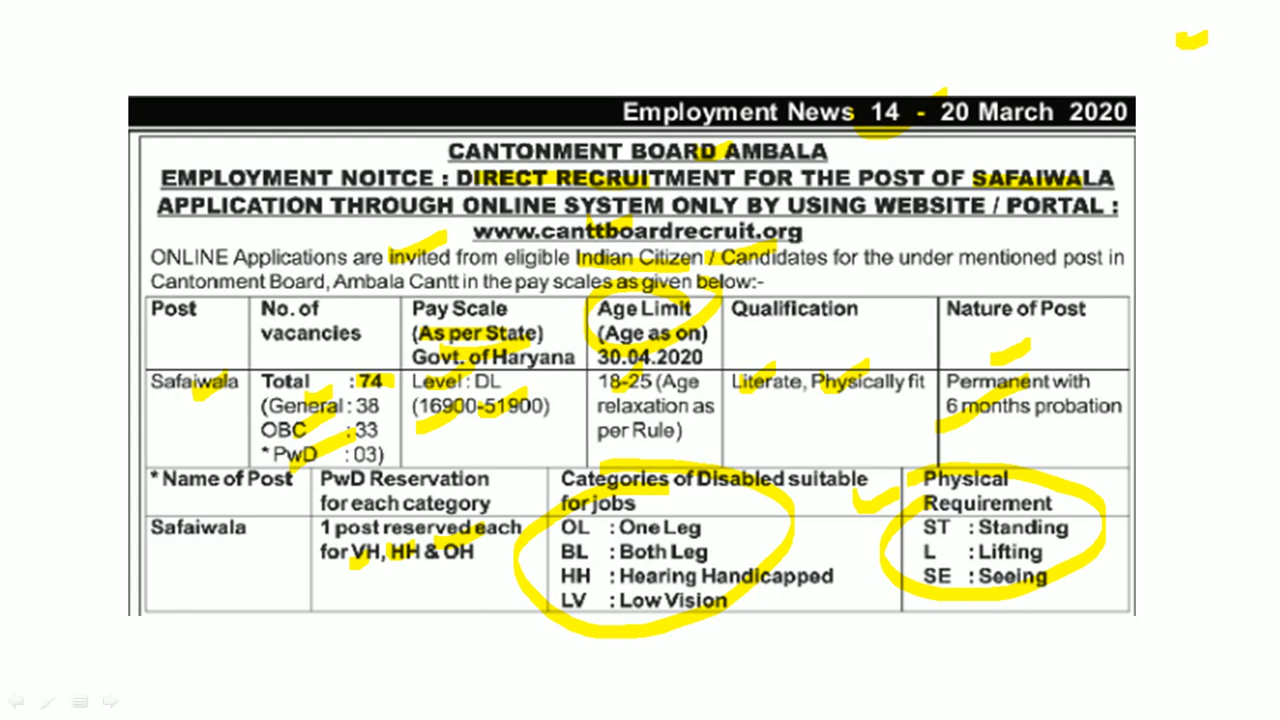 Employment News 14 - 20 March 2020
CANTONMENT BOARD AMBALA
EMPLOYMENT NOITCE : DIRECT RECRUITMENT FOR THE POST OF SAFAIWALA
APPLICATION THROUGH ONLINE SYSTEM ONLY BY USING WEBSITE / PORTAL :
www.canttboardrecruit.org
ONLINE Applications are invited from eligible Indian Citizen / Candidates for the under mentioned post in
Cantonment Board, Ambala Cantt in the pay scales as given below:-
Post
No. of
vacancies
Pay Scale
(As per State)
Govt. of Haryana
Age Limit
(Age as on)
30.04.2020
Qualification
Nature of Post
Safaiwala
Total : 74
(General : 38
OBC : 33
* PwD : 03)
Level : DL
(16900-51900)
18-25 (Age
relaxation as
per Rule)
Literate, Physically fit
Permanent with
6 months probation
* Name of Post
PwD Reservation
for each category
Categories of Disabled suitable
for jobs
Physical
Requirement
Safaiwala
1 post reserved each
for VH, HH & OH
OL : One Leg
BL : Both Leg
HH : Hearing Handicapped
LV : Low Vision
ST : Standing
L : Lifting
SE : Seeing